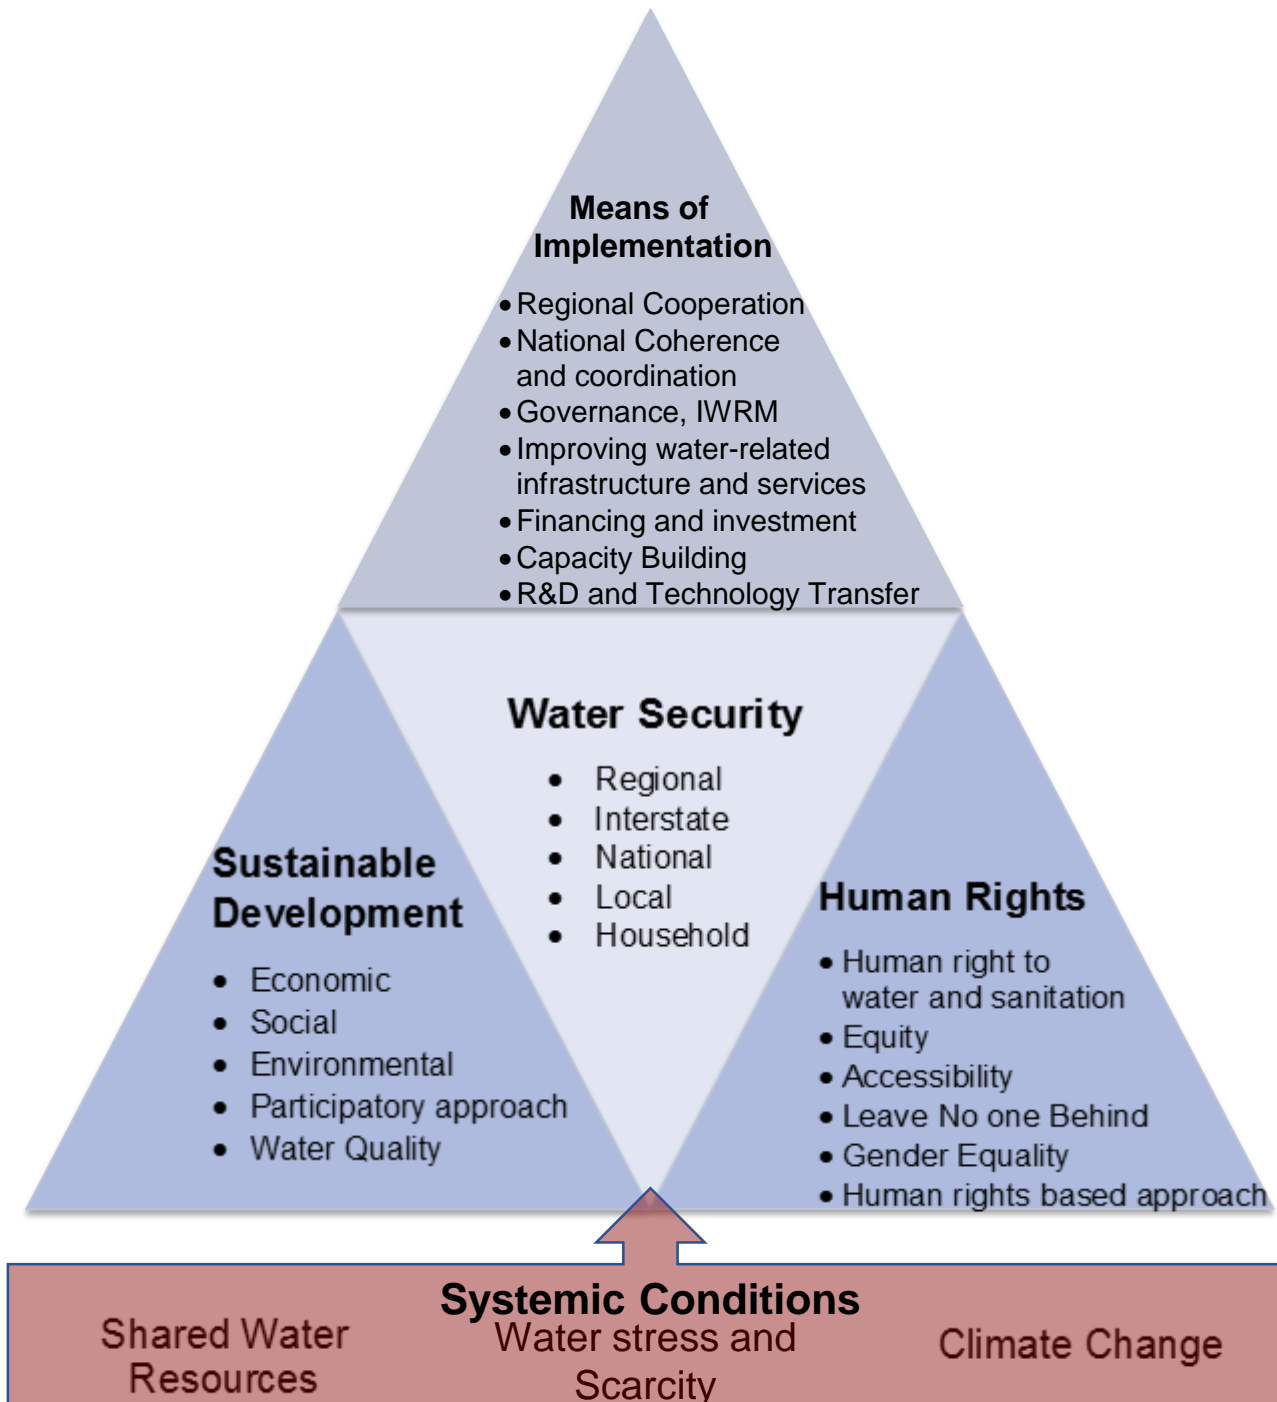 Means of
Implementation
•Regional Cooperation
•National Coherence
and coordination
•Governance, IWRM
•Improving water-related
infrastructure and services
•Financing and investment
•Capacity Building
•R&D and Technology Transfer
Water Security
• Regional
• Interstate
• National
• Local
• Household
Sustainable
Development
• Economic
• Social
• Environmental
• Participatory approach
• Water Quality
Human Rights
• Human right to
water and sanitation
• Equity
• Accessibility
• Leave No one Behind
• Gender Equality
• Human rights based approach
Systemic Conditions
Shared Water
Resources
Water stress and
Scarcity
Climate Change